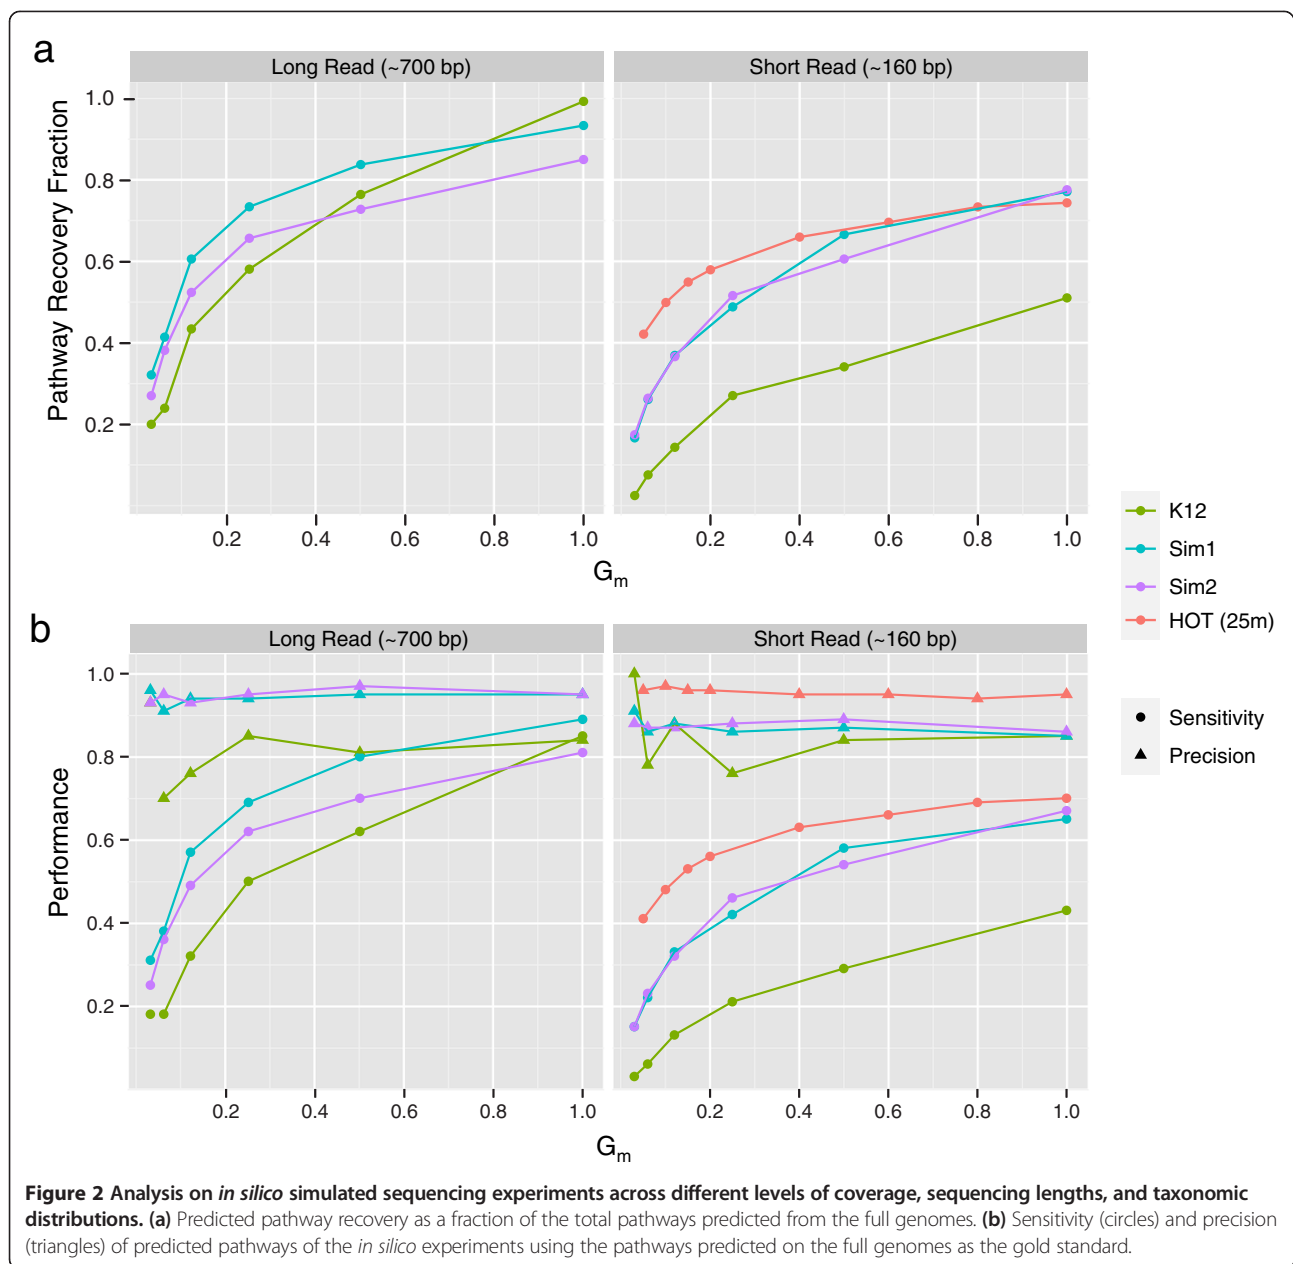 a
Long Read (~700 bp)
Short Read (~160 bp)
Pathway Recovery Fraction
1.0
0.8
0.6
0.4
0.2
0.2 0.4 0.6 0.8 1.0
0.2 0.4 0.6 0.8 1.0
Gm
K12
Sim1
Sim2
HOT (25m)
Sensitivity
Precision
b
Long Read (~700 bp)
Short Read (~160 bp)
Performance
1.0
0.8
0.6
0.4
0.2
0.2 0.4 0.6 0.8 1.0
0.2 0.4 0.6 0.8 1.0
Gm
Figure 2 Analysis on in silico simulated sequencing experiments across different levels of coverage, sequencing lengths, and taxonomic
distributions. (a) Predicted pathway recovery as a fraction of the total pathways predicted from the full genomes. (b) Sensitivity (circles) and precision
(triangles) of predicted pathways of the in silico experiments using the pathways predicted on the full genomes as the gold standard.